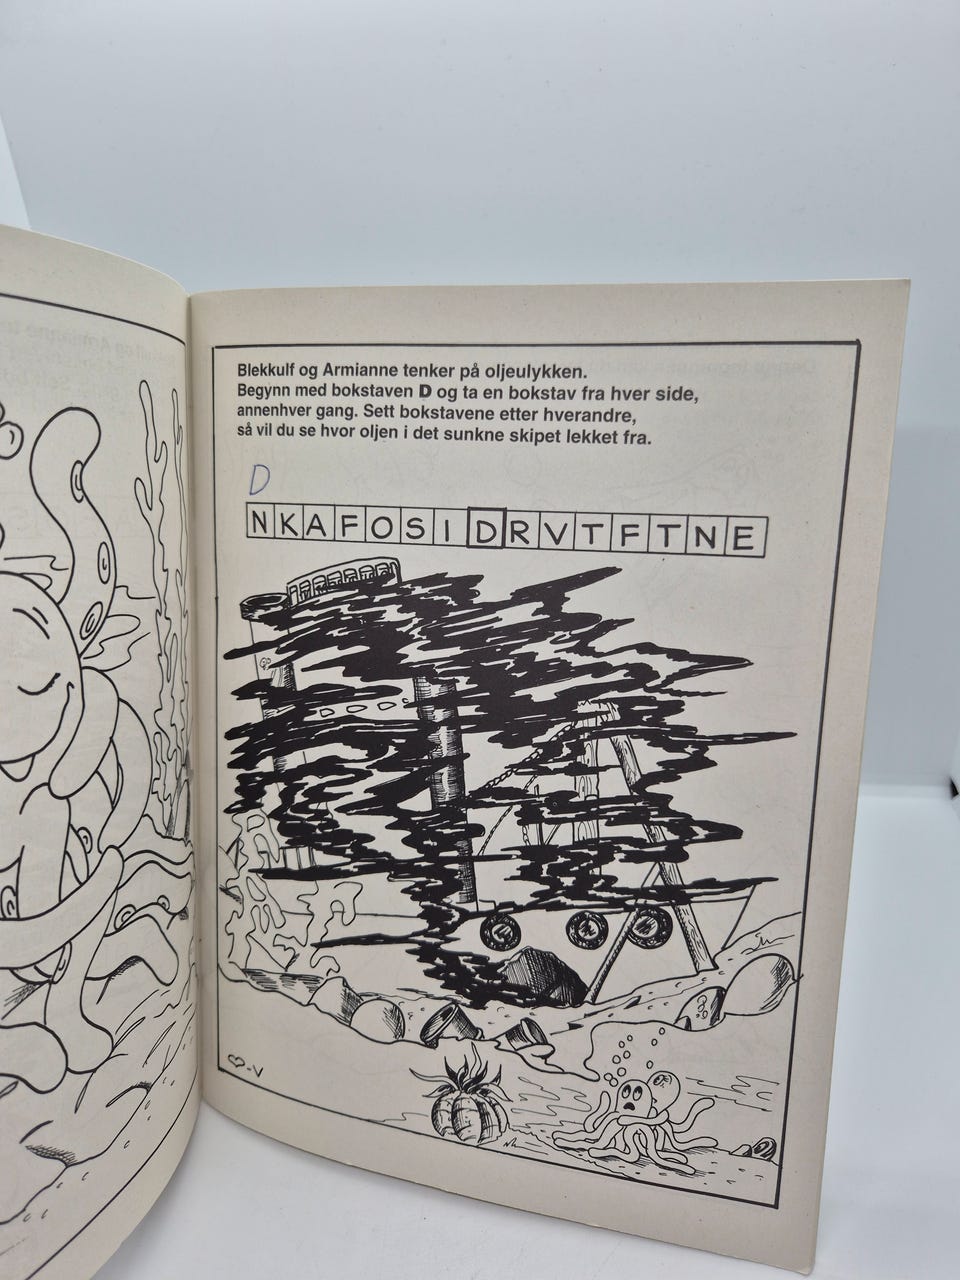 Blekkulf og Armianne tenker på oljeulykken.
Begynn med bokstaven D og ta en bokstav fra hver side,
annenhver gang. Sett bokstavene etter hverandre,
så vil du se hvor oljen i det sunkne skipet lekket fra.
D
NKAFOSIDRVTFTNE